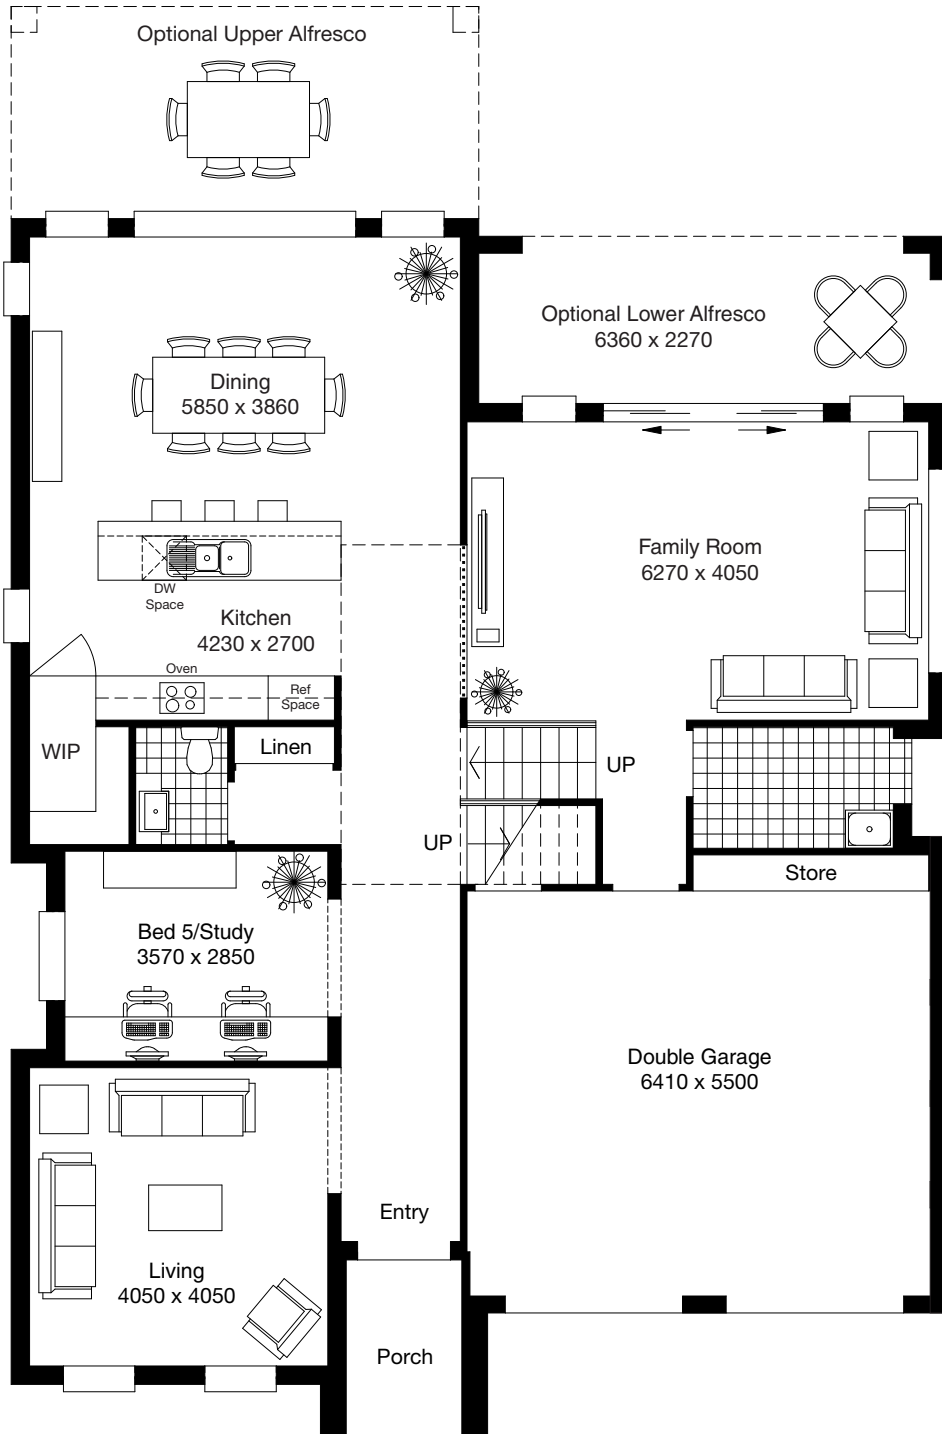 Optional Upper Alfresco
Optional Lower Alfresco
6360 x 2270
Dining
5850 x 3860
Family Room
6270 x 4050
DW
Space
Kitchen
4230 x 2700
Oven
Ref
Space
WIP
Linen
UP
UP
Store
Bed 5/Study
3570 x 2850
Double Garage
6410 x 5500
Entry
Living
4050 x 4050
Porch